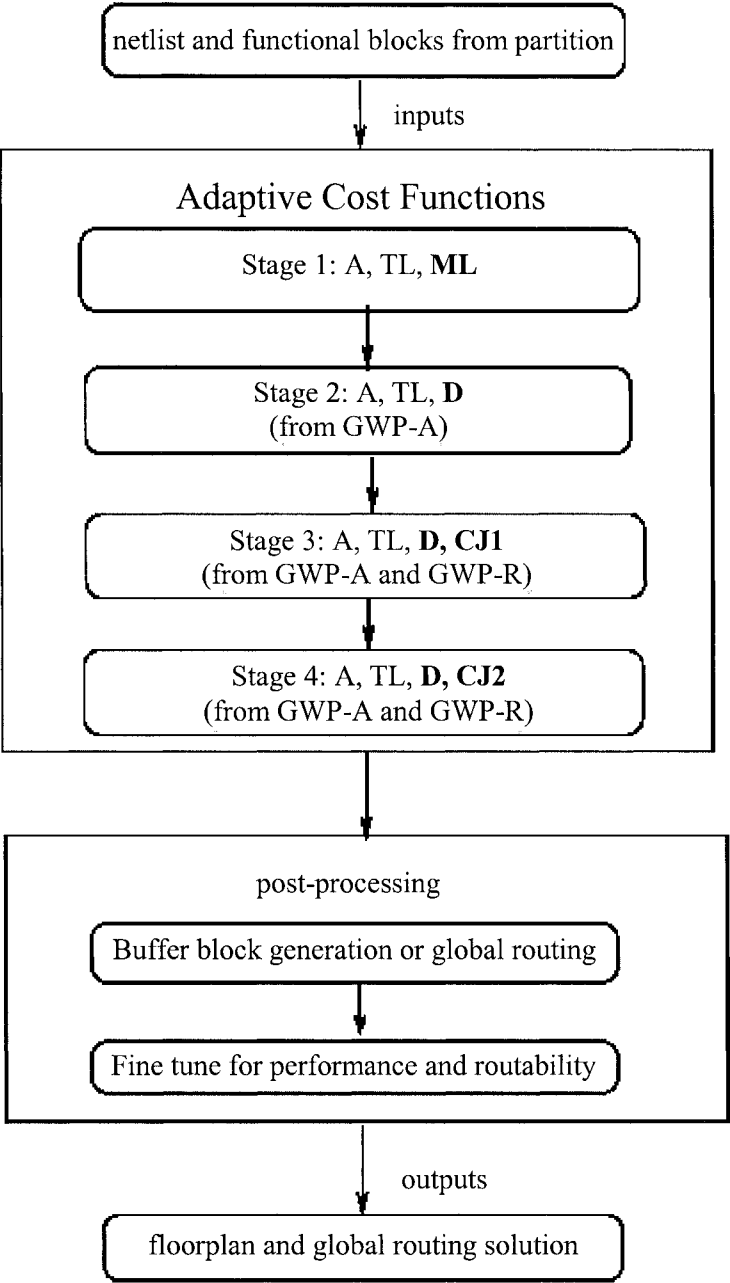 netlist and functional blocks from partition
inputs
Adaptive Cost Functions
Stage 1: A, TL, ML
Stage 2: A, TL, D
(from GWP-A)
Stage 3: A, TL, D, CJ1
(from GWP-A and GWP-R)
Stage 4: A, TL, D, CJ2
(from GWP-A and GWP-R)
post-processing
Buffer block generation or global routing
Fine tune for performance and routability
outputs
floorplan and global routing solution